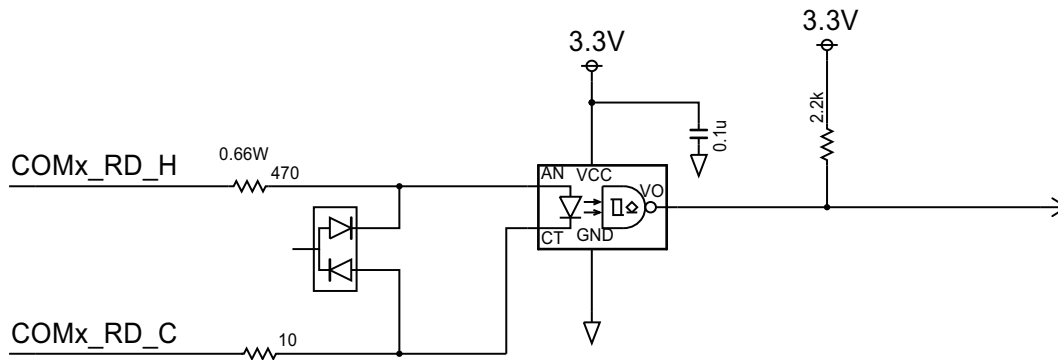 3.3V
3.3V
2.2k
0.1u
0.66W
COMx_RD_H
470
AN
VCC
VO
CT
GND
COMx_RD_C
10